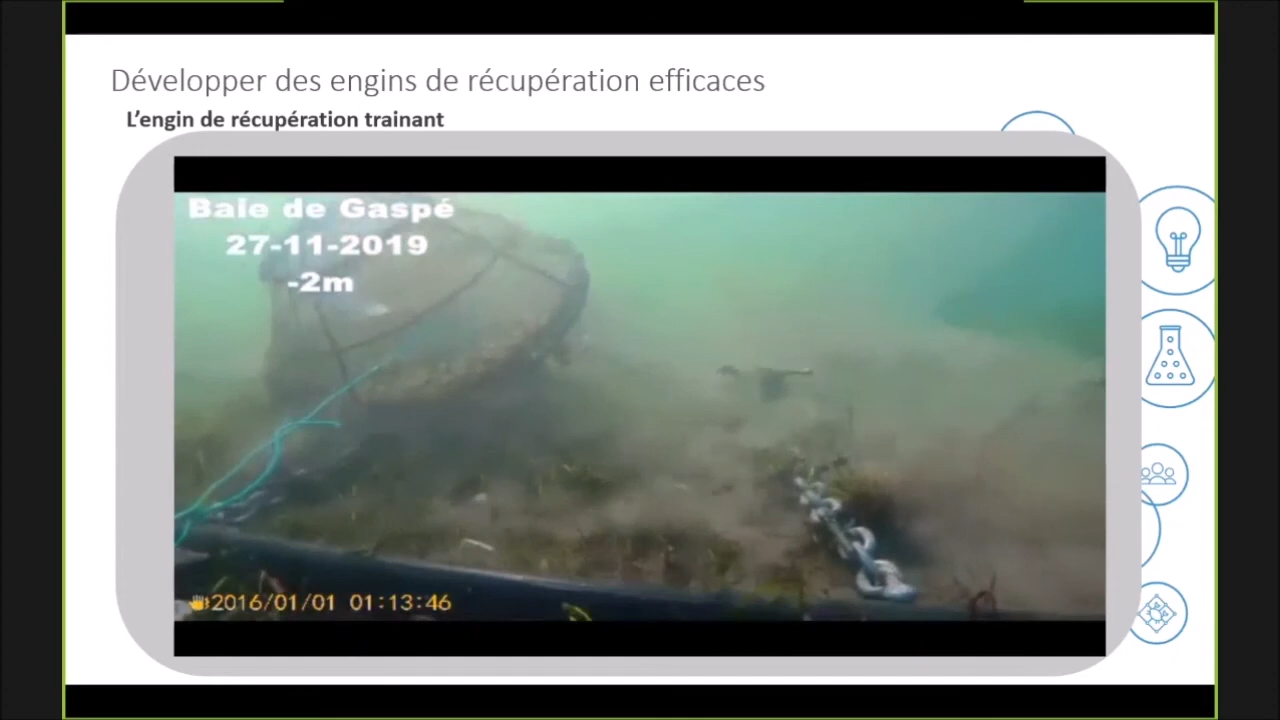 Développer des engins de récupération efficaces
L'engin de récupération trainant
Baie de Gaspé
27-11-2019
-2m
2016/01/01 01:13:46